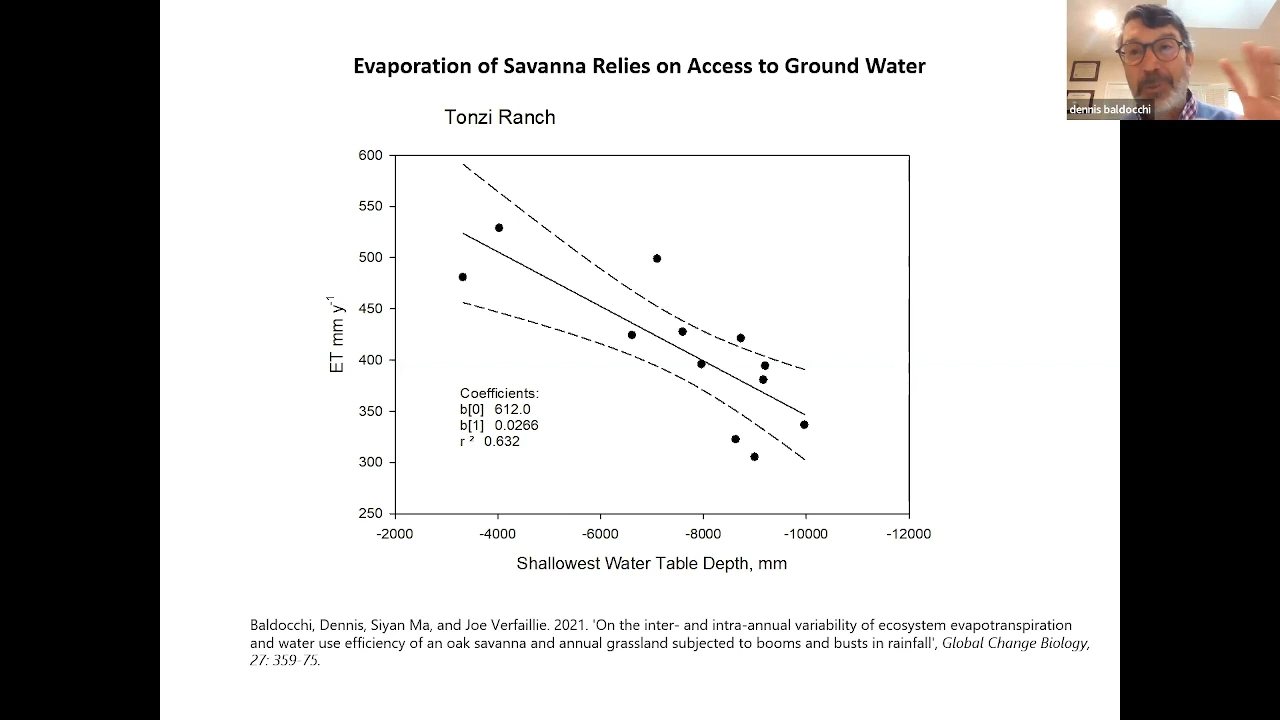 Evaporation of Savanna Relies on Access to Ground Water
dennis baldocchi
Tonzi Ranch
600
550
500
450
400
350
300
250
ET mm y-1
Coefficients:
b[0] 612.0
b[1] 0.0266
r ² 0.632
-2000 -4000 -6000 -8000 -10000 -12000
Shallowest Water Table Depth, mm
Baldocchi, Dennis, Siyan Ma, and Joe Verfaillie. 2021. 'On the inter- and intra-annual variability of ecosystem evapotranspiration
and water use efficiency of an oak savanna and annual grassland subjected to booms and busts in rainfall', Global Change Biology,
27: 359-75.